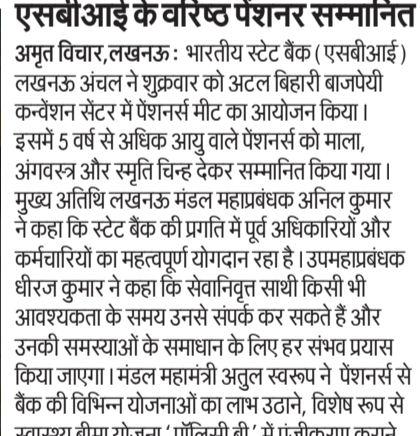 एसबीआई के वरिष्ठ पेंशनर सम्मानित
अमृत विचार,लखनऊ : भारतीय स्टेट बैंक ( एसबीआई )
लखनऊ अंचल ने शुक्रवार को अटल बिहारी बाजपेयी
कन्वेंशन सेंटर में पेंशनर्स मीट का आयोजन किया ।
इसमें 5 वर्ष से अधिक आयु वाले पेंशनर्स को माला,
अंगवस्त्र और स्मृति चिन्ह देकर सम्मानित किया गया ।
मुख्य अतिथि लखनऊ मंडल महाप्रबंधक अनिल कुमार
ने कहा कि स्टेट बैंक की प्रगति में पूर्व अधिकारियों और
कर्मचारियों का महत्वपूर्ण योगदान रहा है । उपमहाप्रबंधक
धीरज कुमार ने कहा कि सेवानिवृत्त साथी किसी भी
आवश्यकता के समय उनसे संपर्क कर सकते हैं और
उनकी समस्याओं के समाधान के लिए हर संभव प्रयास
किया जाएगा । मंडल महामंत्री अतुल स्वरूप ने पेंशनर्स से
बैंक की विभिन्न योजनाओं का लाभ उठाने, विशेष रूप से
स्वास्थ्य बीमा योजना ' पॉलिसी बी ' में पंजीकरण कराने